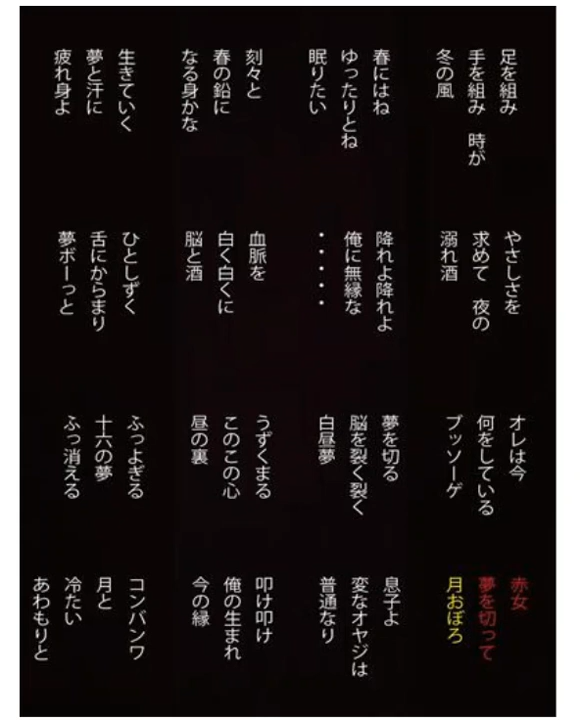 足を組み
手を組み 時が
冬の風
春にはね
ゆったりとね
眠りたい
刻々と
春の鉛に
なる身かな
生きていく
夢と汗に
疲れ身よ
やさしさを
求めて 夜の
溺れ酒
降れよ降れよ
俺に無縁な
・・・・・
血脈を
白く白くに
脳と酒
ひとしずく
舌にからまり
夢ボーっと
オレは今
何をしている
ブッソーゲ
夢を切る
脳を裂く裂く
白昼夢
うずくまる
このこの心
昼の裏
ふっよぎる
十六の夢
ふっ消える
赤女
夢を切って
月おぼろ
息子よ
変なオヤジは
普通なり
叩け叩け
俺の生まれ
今の縁
コンバンワ
月と
冷たい
あわもりと